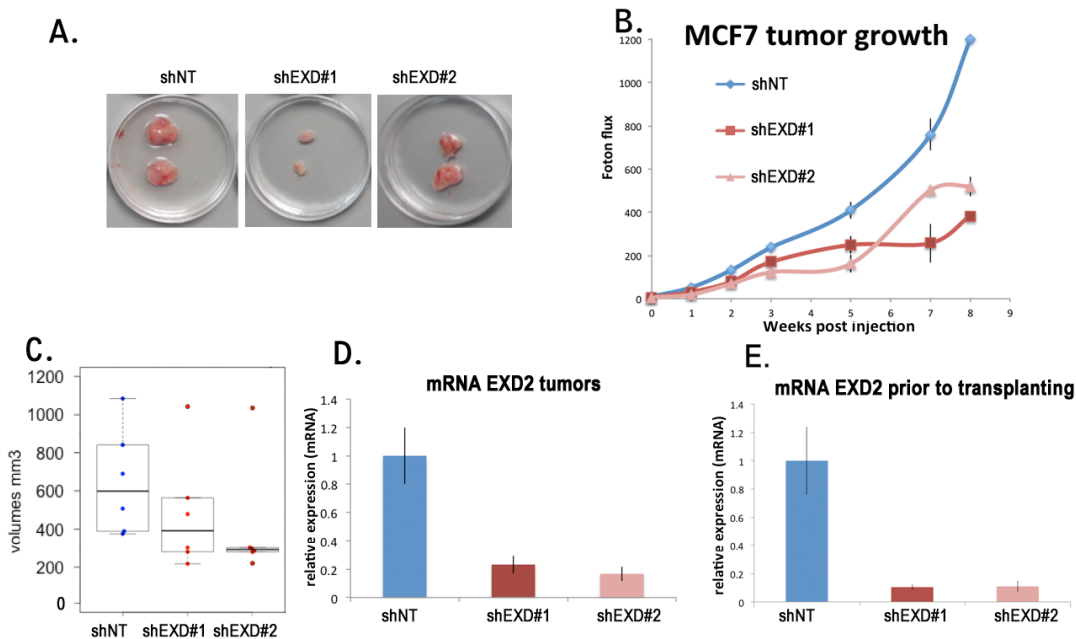 A.
shNT
shEXD#1
shEXD#2
B.
MCF7 tumor growth
1200
1000
800
600
400
200
0
Foton flux
shNT
shEXD#1
shEXD#2
0 1 2 3 4 5 6 7 8 9
Weeks post injection
C.
1200
1000
800
600
400
200
0
volumes mm3
shNT shEXD#1 shEXD#2
D.
mRNA EXD2 tumors
1.4
1.2
1
0.8
0.6
0.4
0.2
0
relative expression (mRNA)
shNT shEXD#1 shEXD#2
E.
mRNA EXD2 prior to transplanting
1.4
1.2
1
0.8
0.6
0.4
0.2
0
relative expression (mRNA)
shNT shEXD#1 shEXD#2